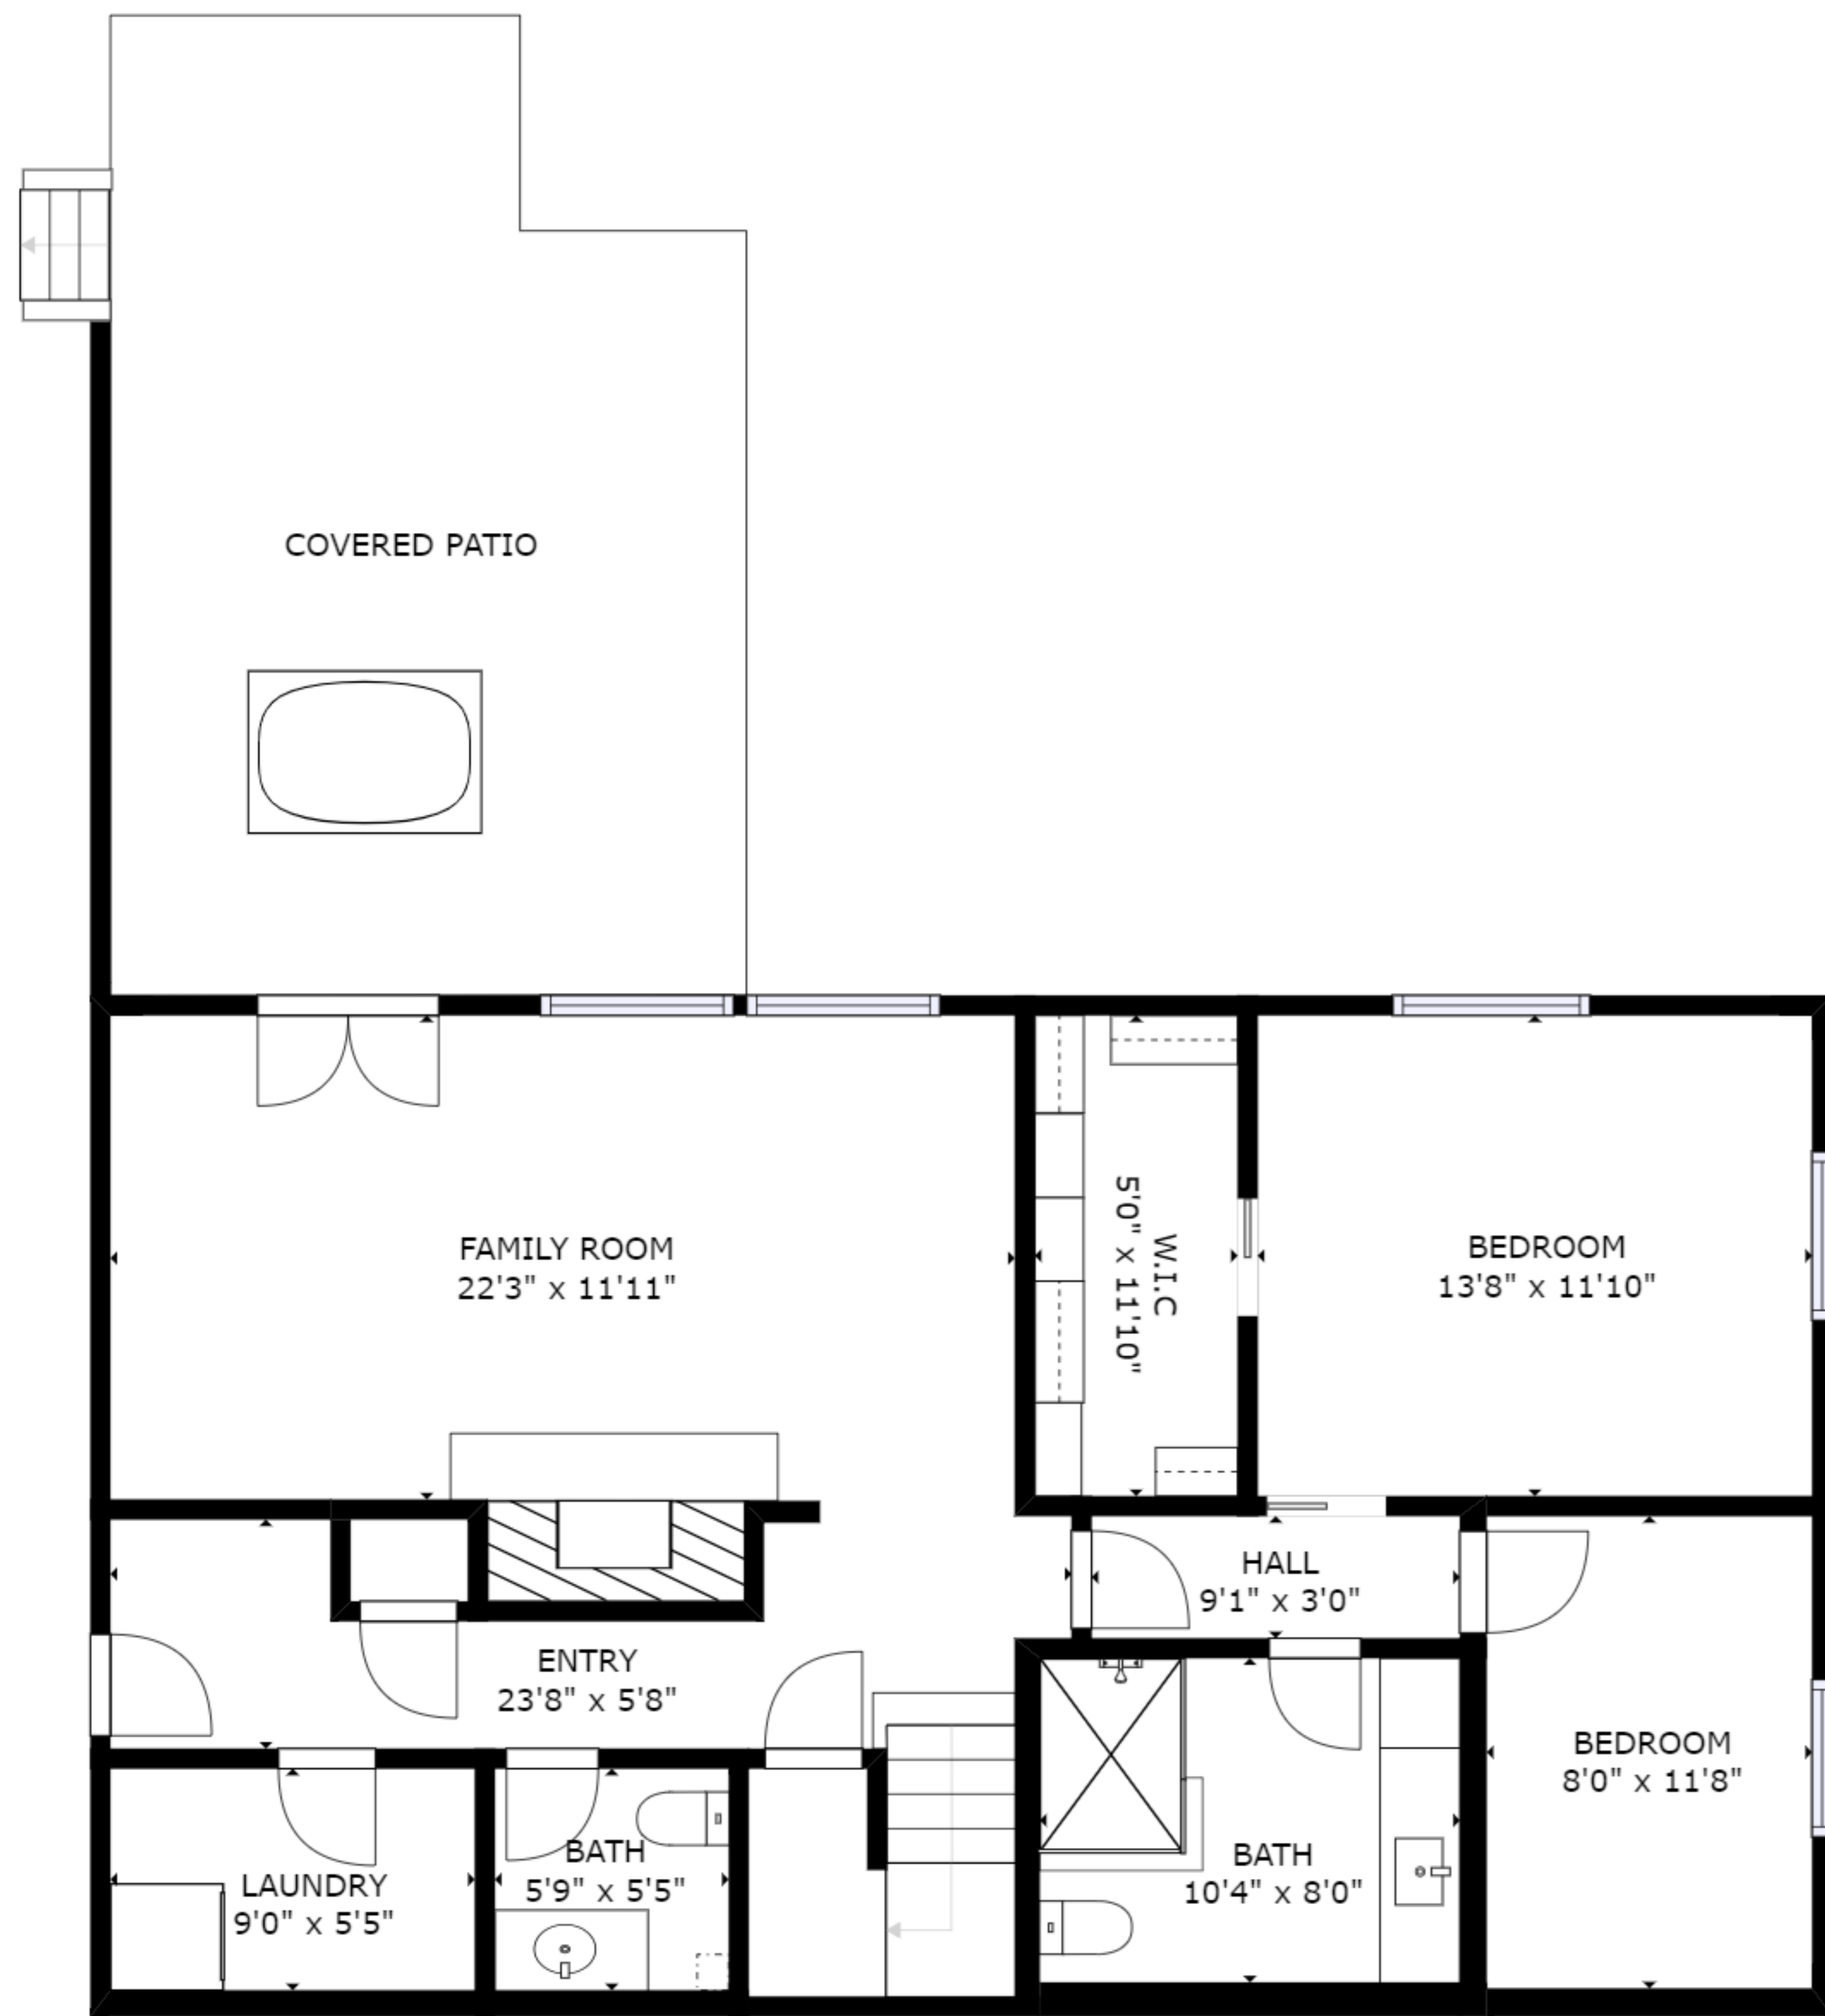 COVERED PATIO
FAMILY ROOM
22'3" x 11'11"
W.I.C
5'0" x 11'10"
BEDROOM
13'8" x 11'10"
HALL
9'1" x 3'0"
ENTRY
23'8" x 5'8"
BEDROOM
8'0" x 11'8"
LAUNDRY
9'0" x 5'5"
BATH
5'9" x 5'5"
BATH
10'4" x 8'0"